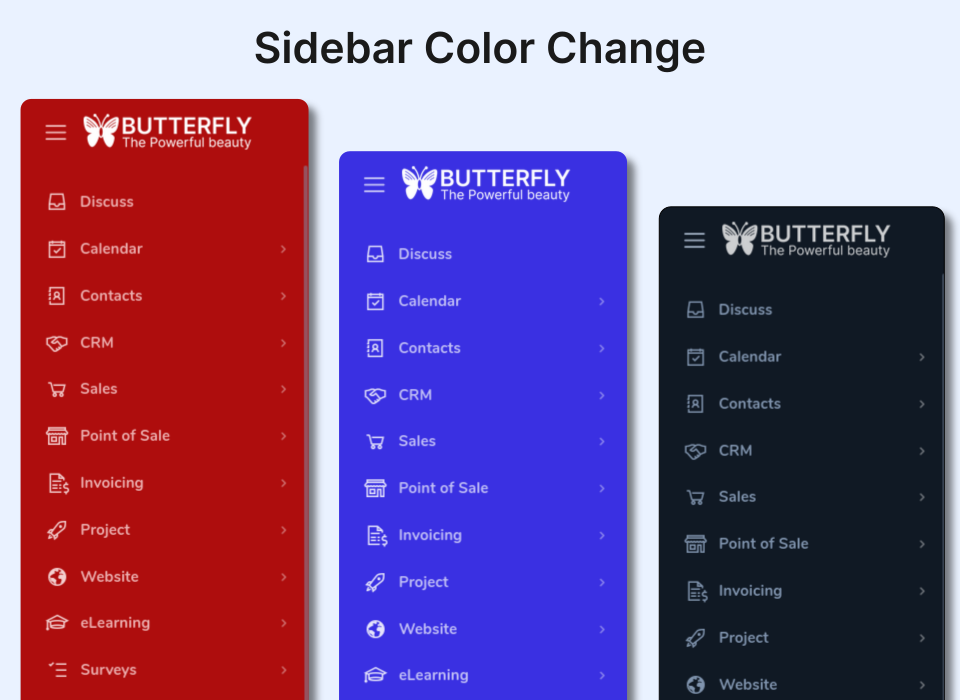 Sidebar Color Change
BUTTERFLY
The Powerful beauty
Discuss
Calendar
Contacts
CRM
Sales
Point of Sale
Invoicing
Project
Website
eLearning
Surveys
BUTTERFLY
The Powerful beauty
Discuss
Calendar
Contacts
CRM
Sales
Point of Sale
Invoicing
Project
Website
eLearning
BUTTERFLY
The Powerful beauty
Discuss
Calendar
Contacts
CRM
Sales
Point of Sale
Invoicing
Project
Website